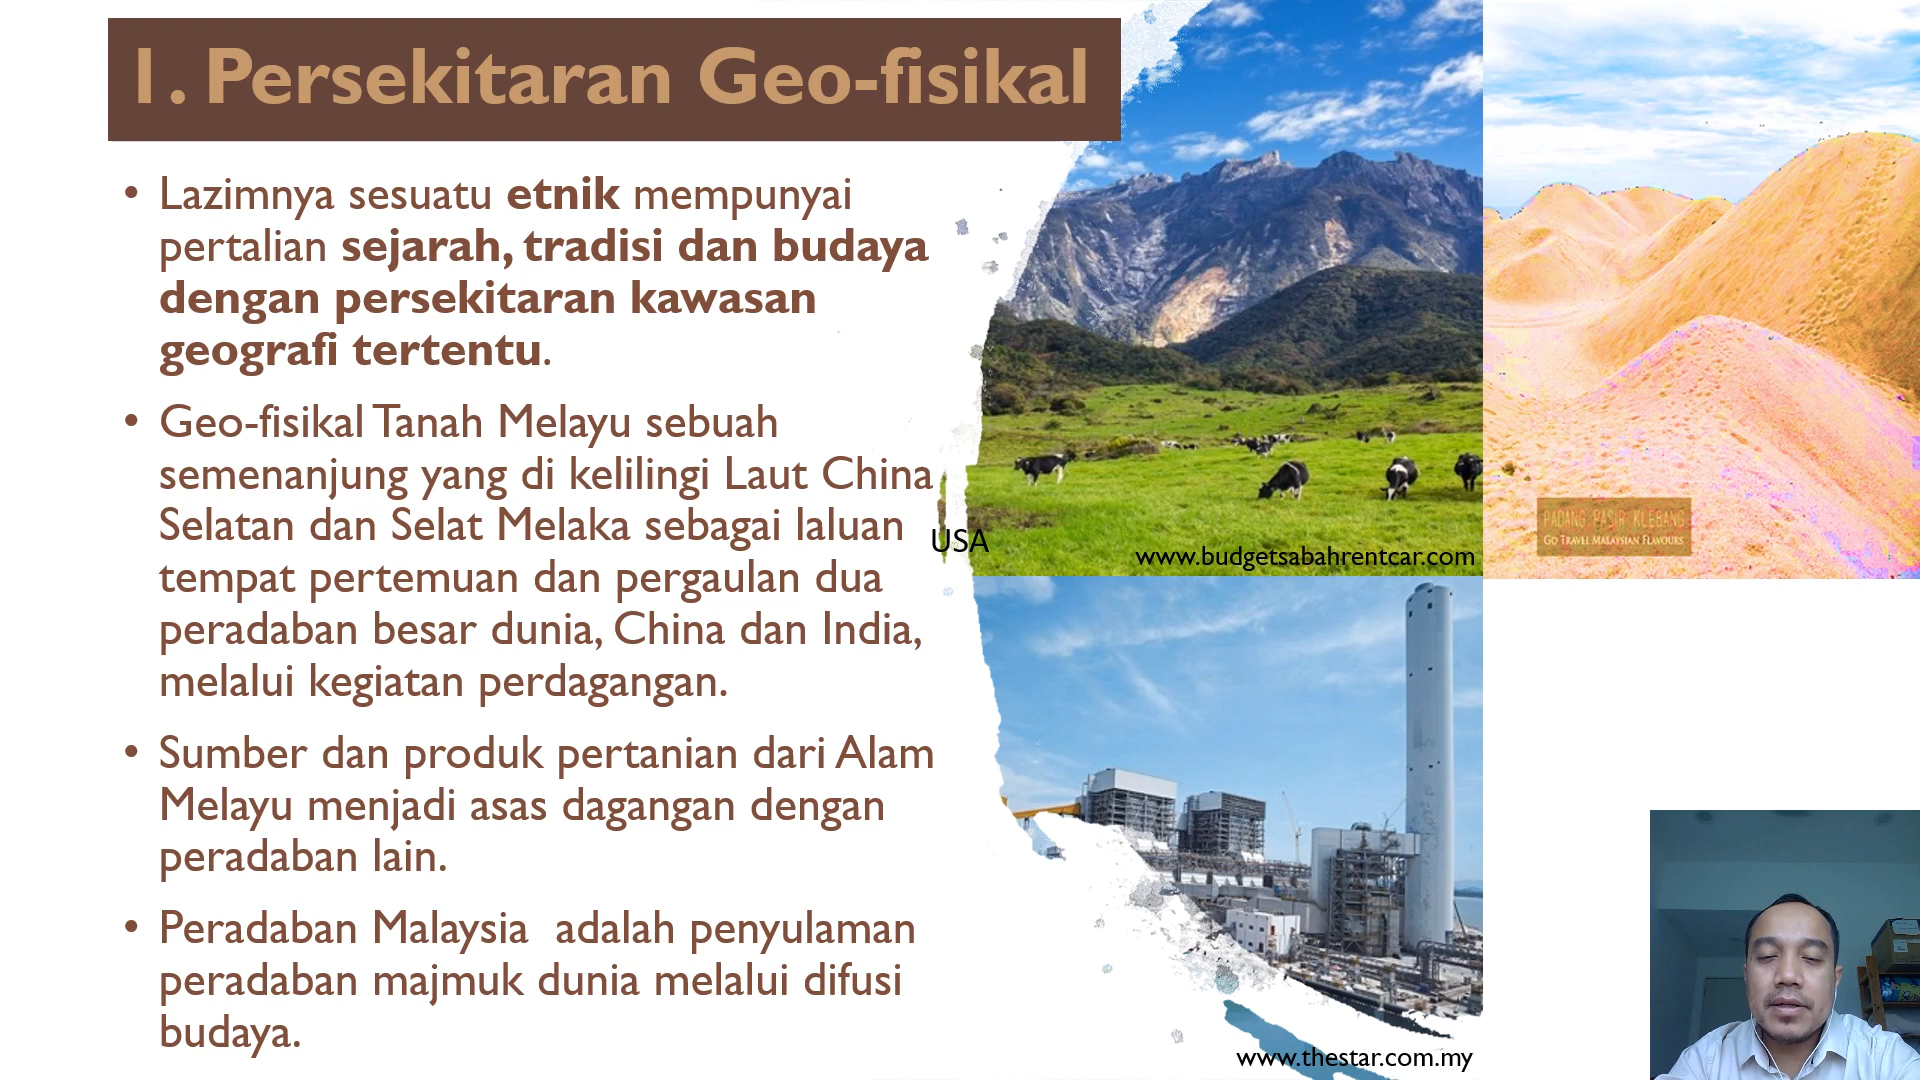 1. Persekitaran Geo-fisikal
• Lazimnya sesuatu etnik mempunyai
pertalian sejarah, tradisi dan budaya
dengan persekitaran kawasan
geografi tertentu.
• Geo-fisikal Tanah Melayu sebuah
semenanjung yang di kelilingi Laut China
Selatan dan Selat Melaka sebagai laluan
tempat pertemuan dan pergaulan dua
peradaban besar dunia, China dan India,
melalui kegiatan perdagangan.
• Sumber dan produk pertanian dari Alam
Melayu menjadi asas dagangan dengan
peradaban lain.
• Peradaban Malaysia  adalah penyulaman
peradaban majmuk dunia melalui difusi
budaya.
USA
www.budgetsabahrentcar.com
PADANG PASIR KLEBANG
GO TRAVEL MALAYSIAN FLAVOURS
www.thestar.com.my